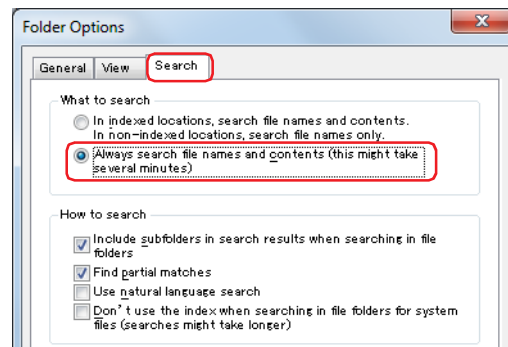 Folder Options
General View Search
What to search
In indexed locations, search file names and contents.
In non-indexed locations, search file names only.
Always search file names and contents (this might take
several minutes)
How to search
Include subfolders in search results when searching in file
folders
Find partial matches
Use natural language search
Don't use the index when searching in file folders for system
files (searches might take longer)